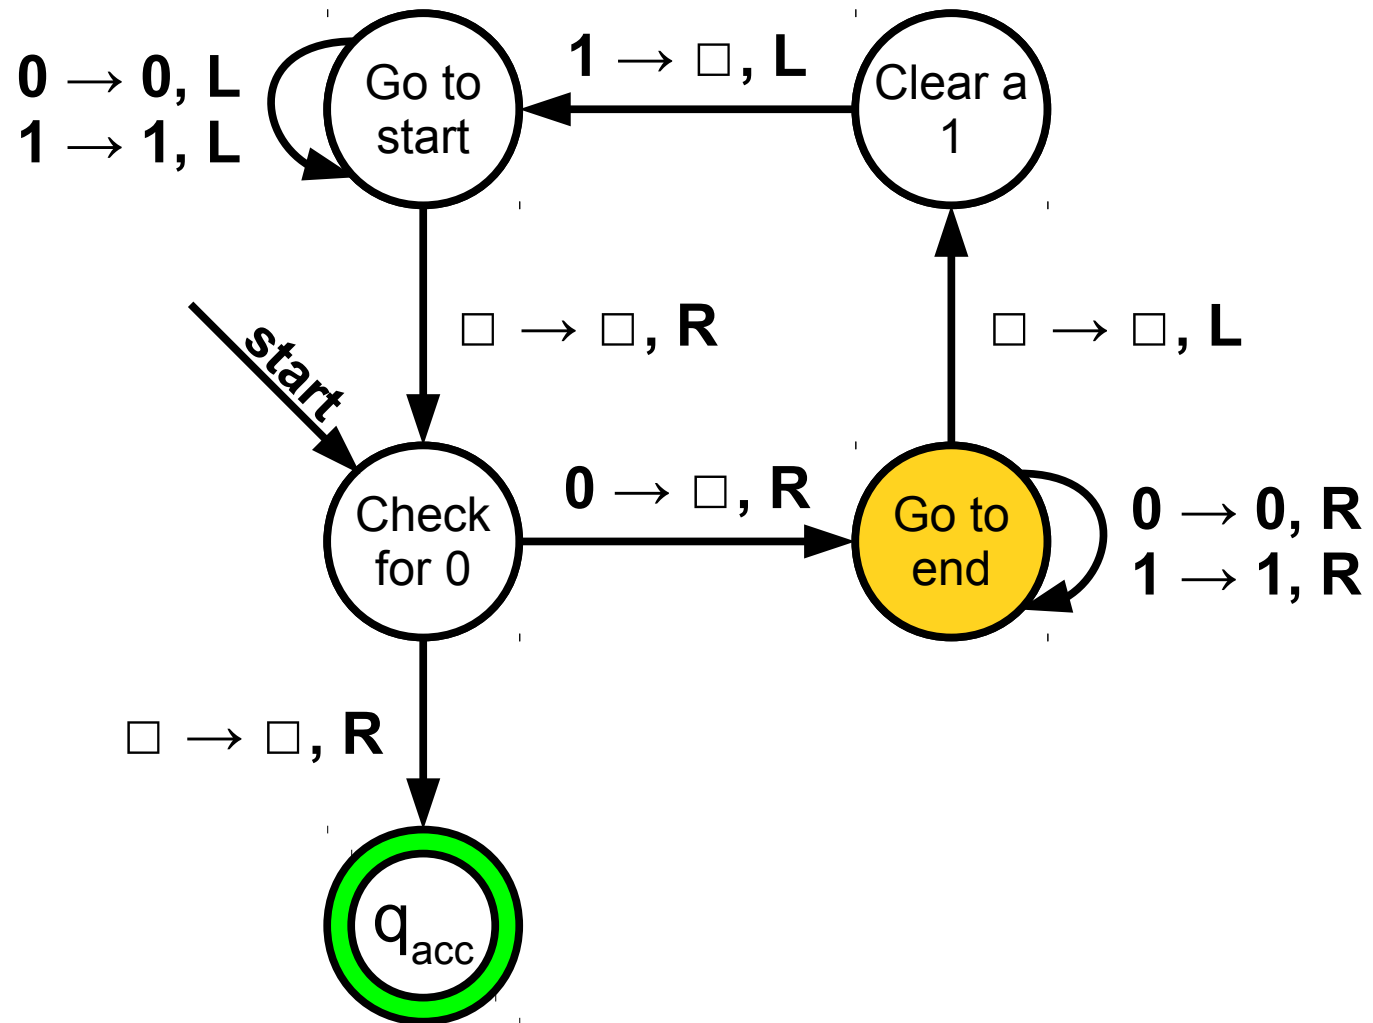 0 → 0, L
1 → 1, L
Go to
start
1 → □, L
Clear a
1
□ → □, R
□ → □, L
start
Check
for 0
0 → □, R
Go to
end
0 → 0, R
1 → 1, R
□ → □, R
q_acc